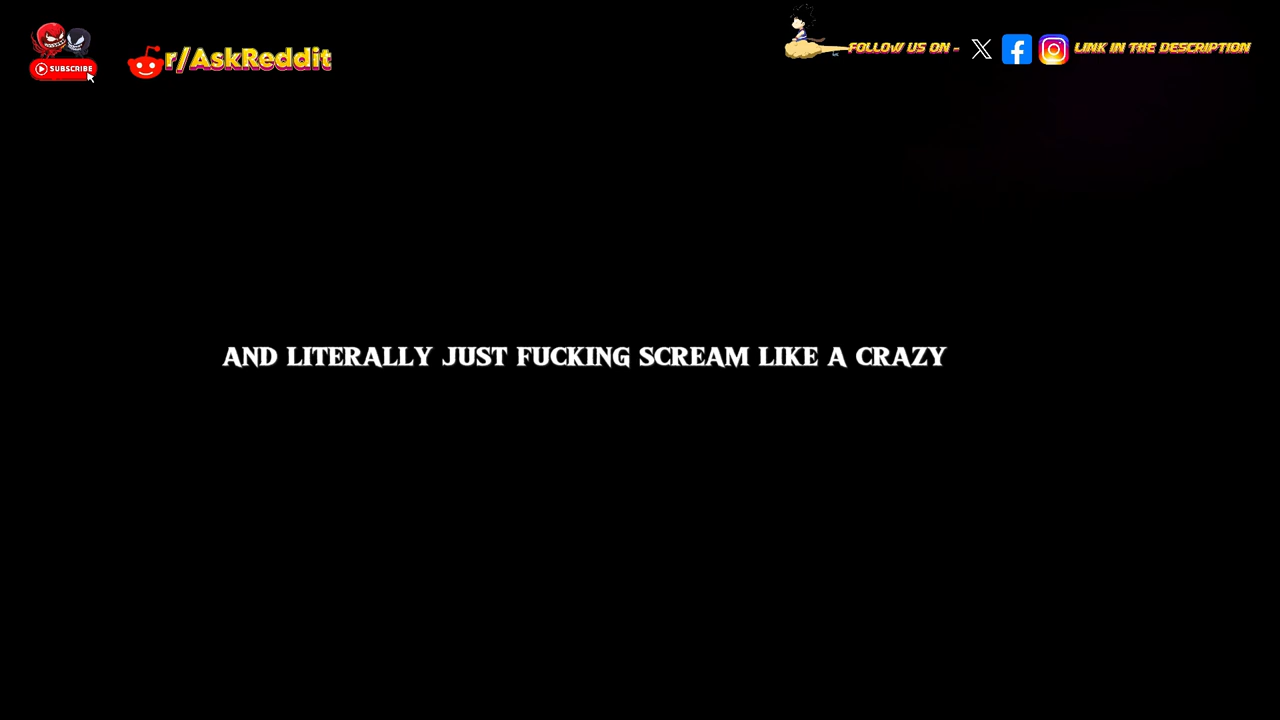 SUBSCRIBE
r/AskReddit
FOLLOW US ON -
LINK IN THE DESCRIPTION
AND LITERALLY JUST FUCKING SCREAM LIKE A CRAZY